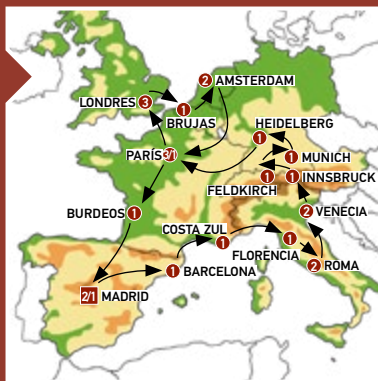 2 AMSTERDAM
LONDRES 3
1
BRUJAS
HEIDELBERG
1
PARÍS 3/1
1 MUNICH
1 1 INNSBRUCK
FELDKIRCH
BURDEOS 1
2 VENECIA
COSTA ZUL
1
1
FLORENCIA
2 ROMA
1 BARCELONA
2/1 MADRID